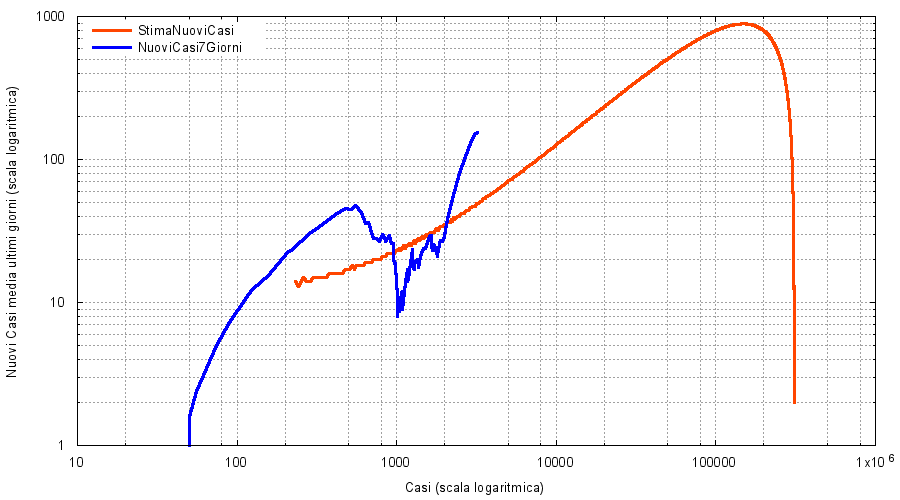 StimaNuoviCasi
NuoviCasi7Giorni
Nuovi Casi media ultimi giorni (scala logaritmica)
1000
100
10
1
10
100
1000
10000
100000
1x10 6
Casi (scala logaritmica)